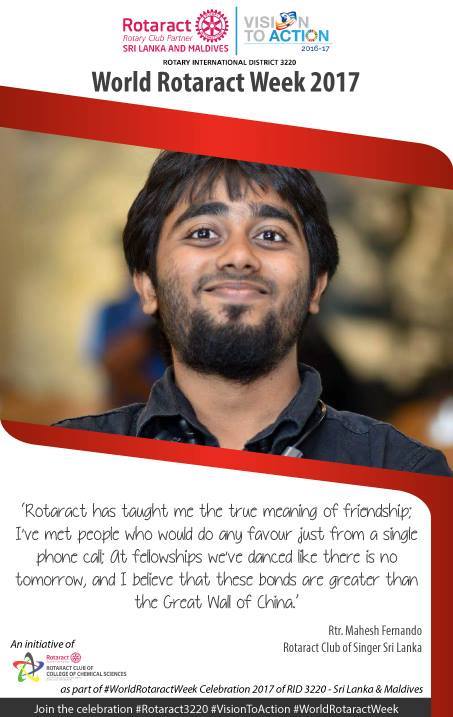 Rotaract
Rotary Club Partner
SRI LANKA AND MALDIVES
VISION
TO ACTION
2016-17
ROTARY INTERNATIONAL DISTRICT 3220
World Rotaract Week 2017
'Rotaract has taught me the true meaning of friendship;
I've met people who would do any favour just from a single
phone call; At fellowships we've danced like there is no
tomorrow, and I believe that these bonds are greater than
the Great Wall of China.'
Rtr. Mahesh Fernando
Rotaract Club of Singer Sri Lanka
An initiative of
Rotaract
ROTARACT CLUB OF
COLLEGE OF CHEMICAL SCIENCES
as part of #WorldRotaractWeek Celebration 2017 of RID 3220 - Sri Lanka & Maldives
Join the celebration #Rotaract3220 #VisionToAction #WorldRotaractWeek